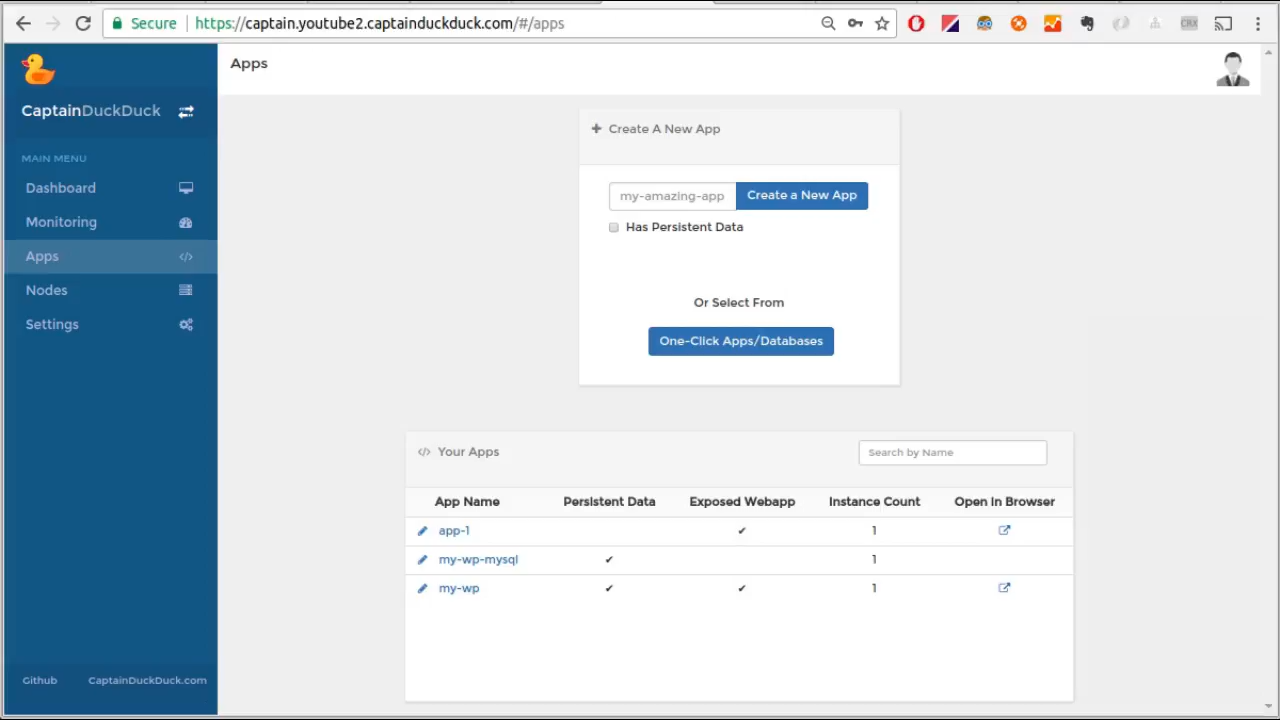 Secure https://captain.youtube2.captainduckduck.com/#/apps
Apps
CaptainDuckDuck
MAIN MENU
Dashboard
Monitoring
Apps
Nodes
Settings
Github CaptainDuckDuck.com
Create A New App
my-amazing-app Create a New App
Has Persistent Data
Or Select From
One-Click Apps/Databases
Your Apps Search by Name
App Name Persistent Data Exposed Webapp Instance Count Open In Browser
app-1 ✔ 1
my-wp-mysql ✔ 1
my-wp ✔ ✔ 1